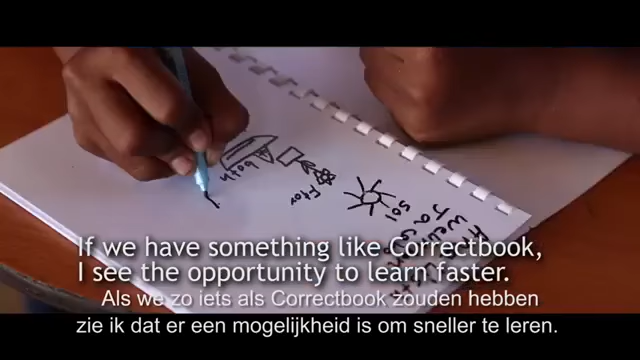 If we have something like Correctbook,
I see the opportunity to learn faster.
Als we zo iets als Correctbook zouden hebben
zie ik dat er een mogelijkheid is om sneller te leren.
sol